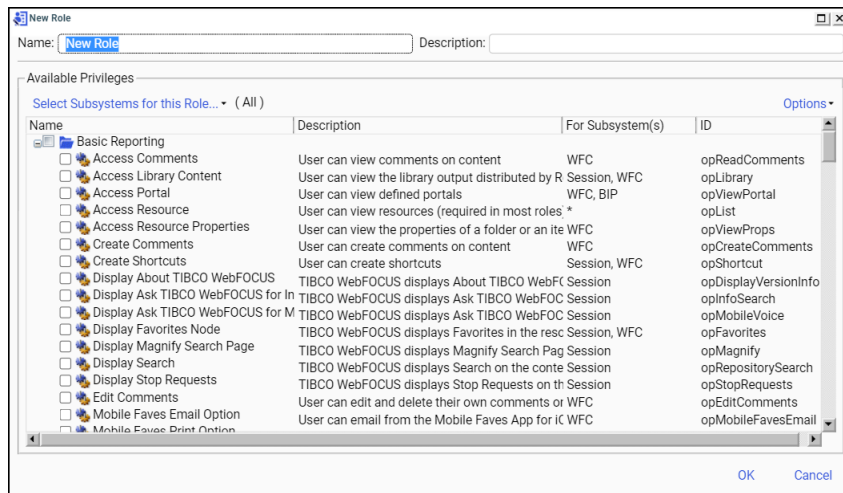 New Role
Name: New Role Description:
Available Privileges
Select Subsystems for this Role... (All) Options
Name Description For Subsystem(s) ID
Basic Reporting
Access Comments User can view comments on content WFC opReadComments
Access Library Content User can view the library output distributed by R Session, WFC opLibrary
Access Portal User can view defined portals WFC, BIP opViewPortal
Access Resource User can view resources (required in most roles) * opList
Access Resource Properties User can view the properties of a folder or an ite WFC opViewProps
Create Comments User can create comments on content WFC opCreateComments
Create Shortcuts User can create shortcuts Session, WFC opShortcut
Display About TIBCO WebFOCUS TIBCO WebFOCUS displays About TIBCO WebF( Session opDisplayVersionInfo
Display Ask TIBCO WebFOCUS for In TIBCO WebFOCUS displays Ask TIBCO WebFOC Session opInfoSearch
Display Ask TIBCO WebFOCUS for M TIBCO WebFOCUS displays Ask TIBCO WebFOC Session opMobileVoice
Display Favorites Node TIBCO WebFOCUS displays Favorites in the resc Session, WFC opFavorites
Display Magnify Search Page TIBCO WebFOCUS displays Magnify Search Pag Session opMagnify
Display Search TIBCO WebFOCUS displays Search on the conte Session opRepositorySearch
Display Stop Requests TIBCO WebFOCUS displays Stop Requests on th Session opStopRequests
Edit Comments User can edit and delete their own comments or WFC opEditComments
Mobile Faves Email Option User can email from the Mobile Faves App for i( WFC opMobileFavesEmail
Mobile Faves Print Option
OK Cancel